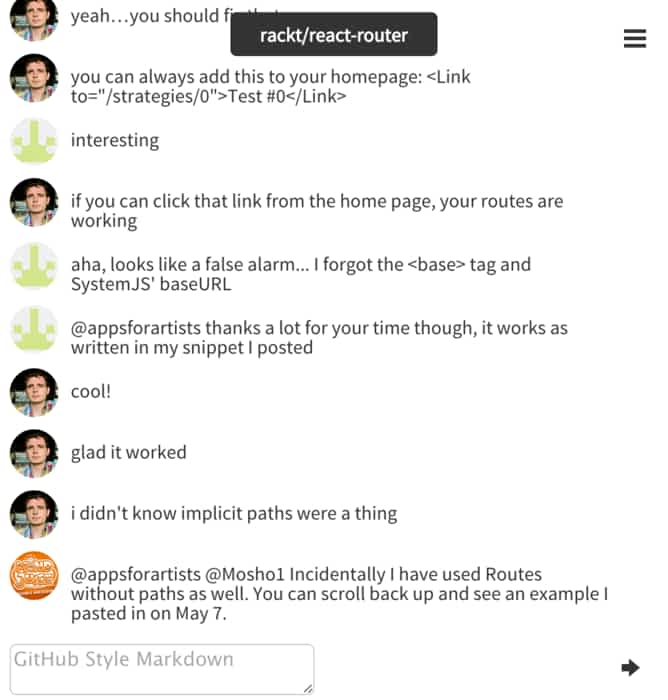 yeah...you should fi
rackt/react-router
you can always add this to your homepage: <Link
to="/strategies/0">Test #0</Link>
interesting
if you can click that link from the home page, your routes are
working
aha, looks like a false alarm... I forgot the <base> tag and
SystemJS' baseURL
@appsforartists thanks a lot for your time though, it works as
written in my snippet I posted
cool!
glad it worked
i didn't know implicit paths were a thing
@appsforartists @Mosho1 Incidentally I have used Routes
without paths as well. You can scroll back up and see an example I
pasted in on May 7.
GitHub Style Markdown